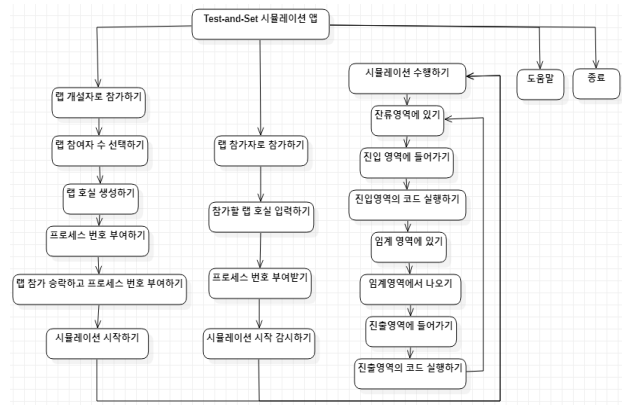 Test-and-Set 시뮬레이션 앱
시뮬레이션 수행하기
도움말
종료
랩 개설자로 참가하기
잔류영역에 있기
랩 참여자 수 선택하기
랩 참가자로 참가하기
진입 영역에 들어가기
랩 호실 생성하기
진입영역의 코드 실행하기
참가할 랩 호실 입력하기
프로세스 번호 부여하기
임계 영역에 있기
랩 참가 승락하고 프로세스 번호 부여하기
프로세스 번호 부여받기
임계영역에서 나오기
진출영역에 들어가기
시뮬레이션 시작하기
시뮬레이션 시작 감시하기
진출영역의 코드 실행하기